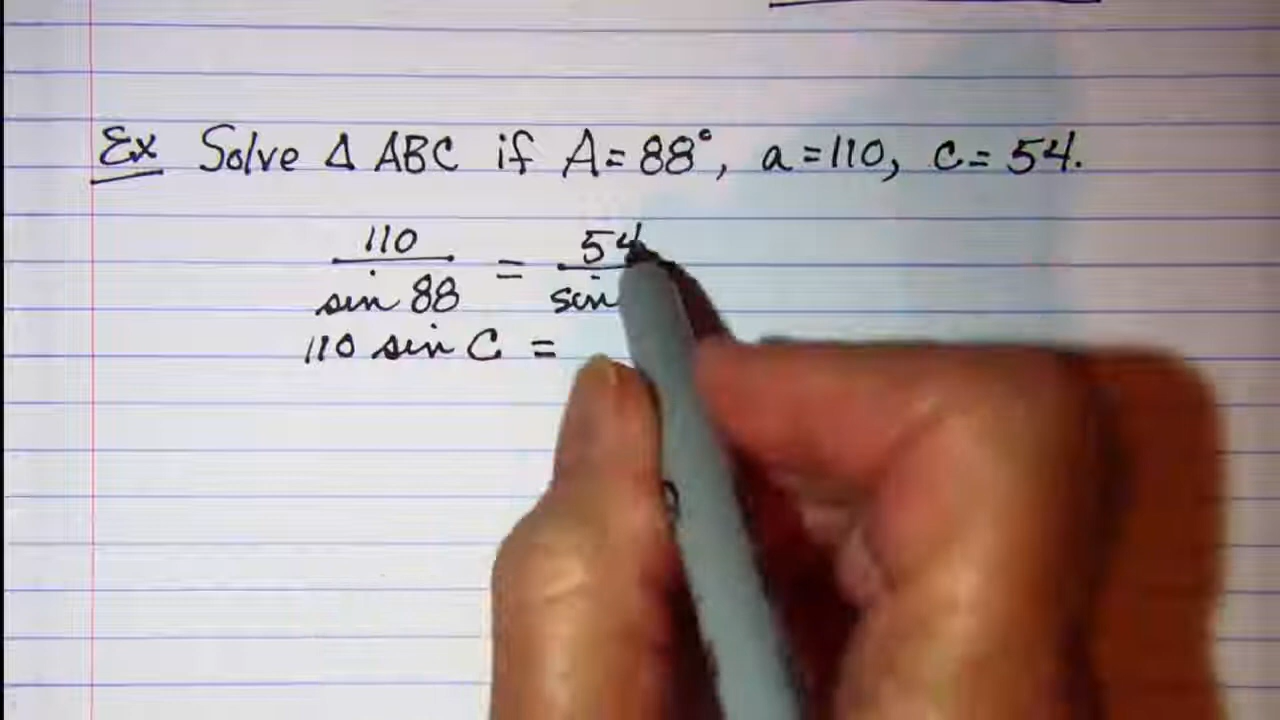 Ex Solve Δ ABC if A = 88°, a = 110, c = 54.
110 = 54
sin 88 sin
110 sin C =